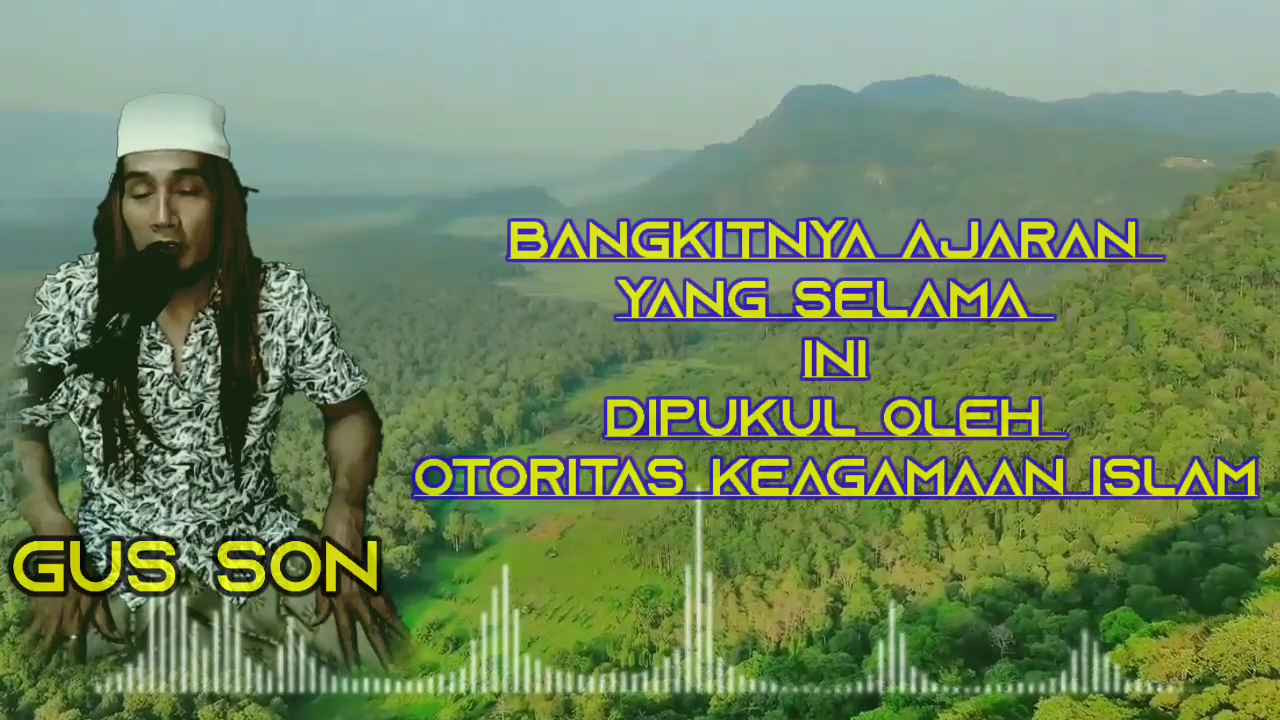 BANGKITNYA AJARAN
YANG SELAMA
INI
DIPUKUL OLEH
OTORITAS KEAGAMAAN ISLAM
GUS SON